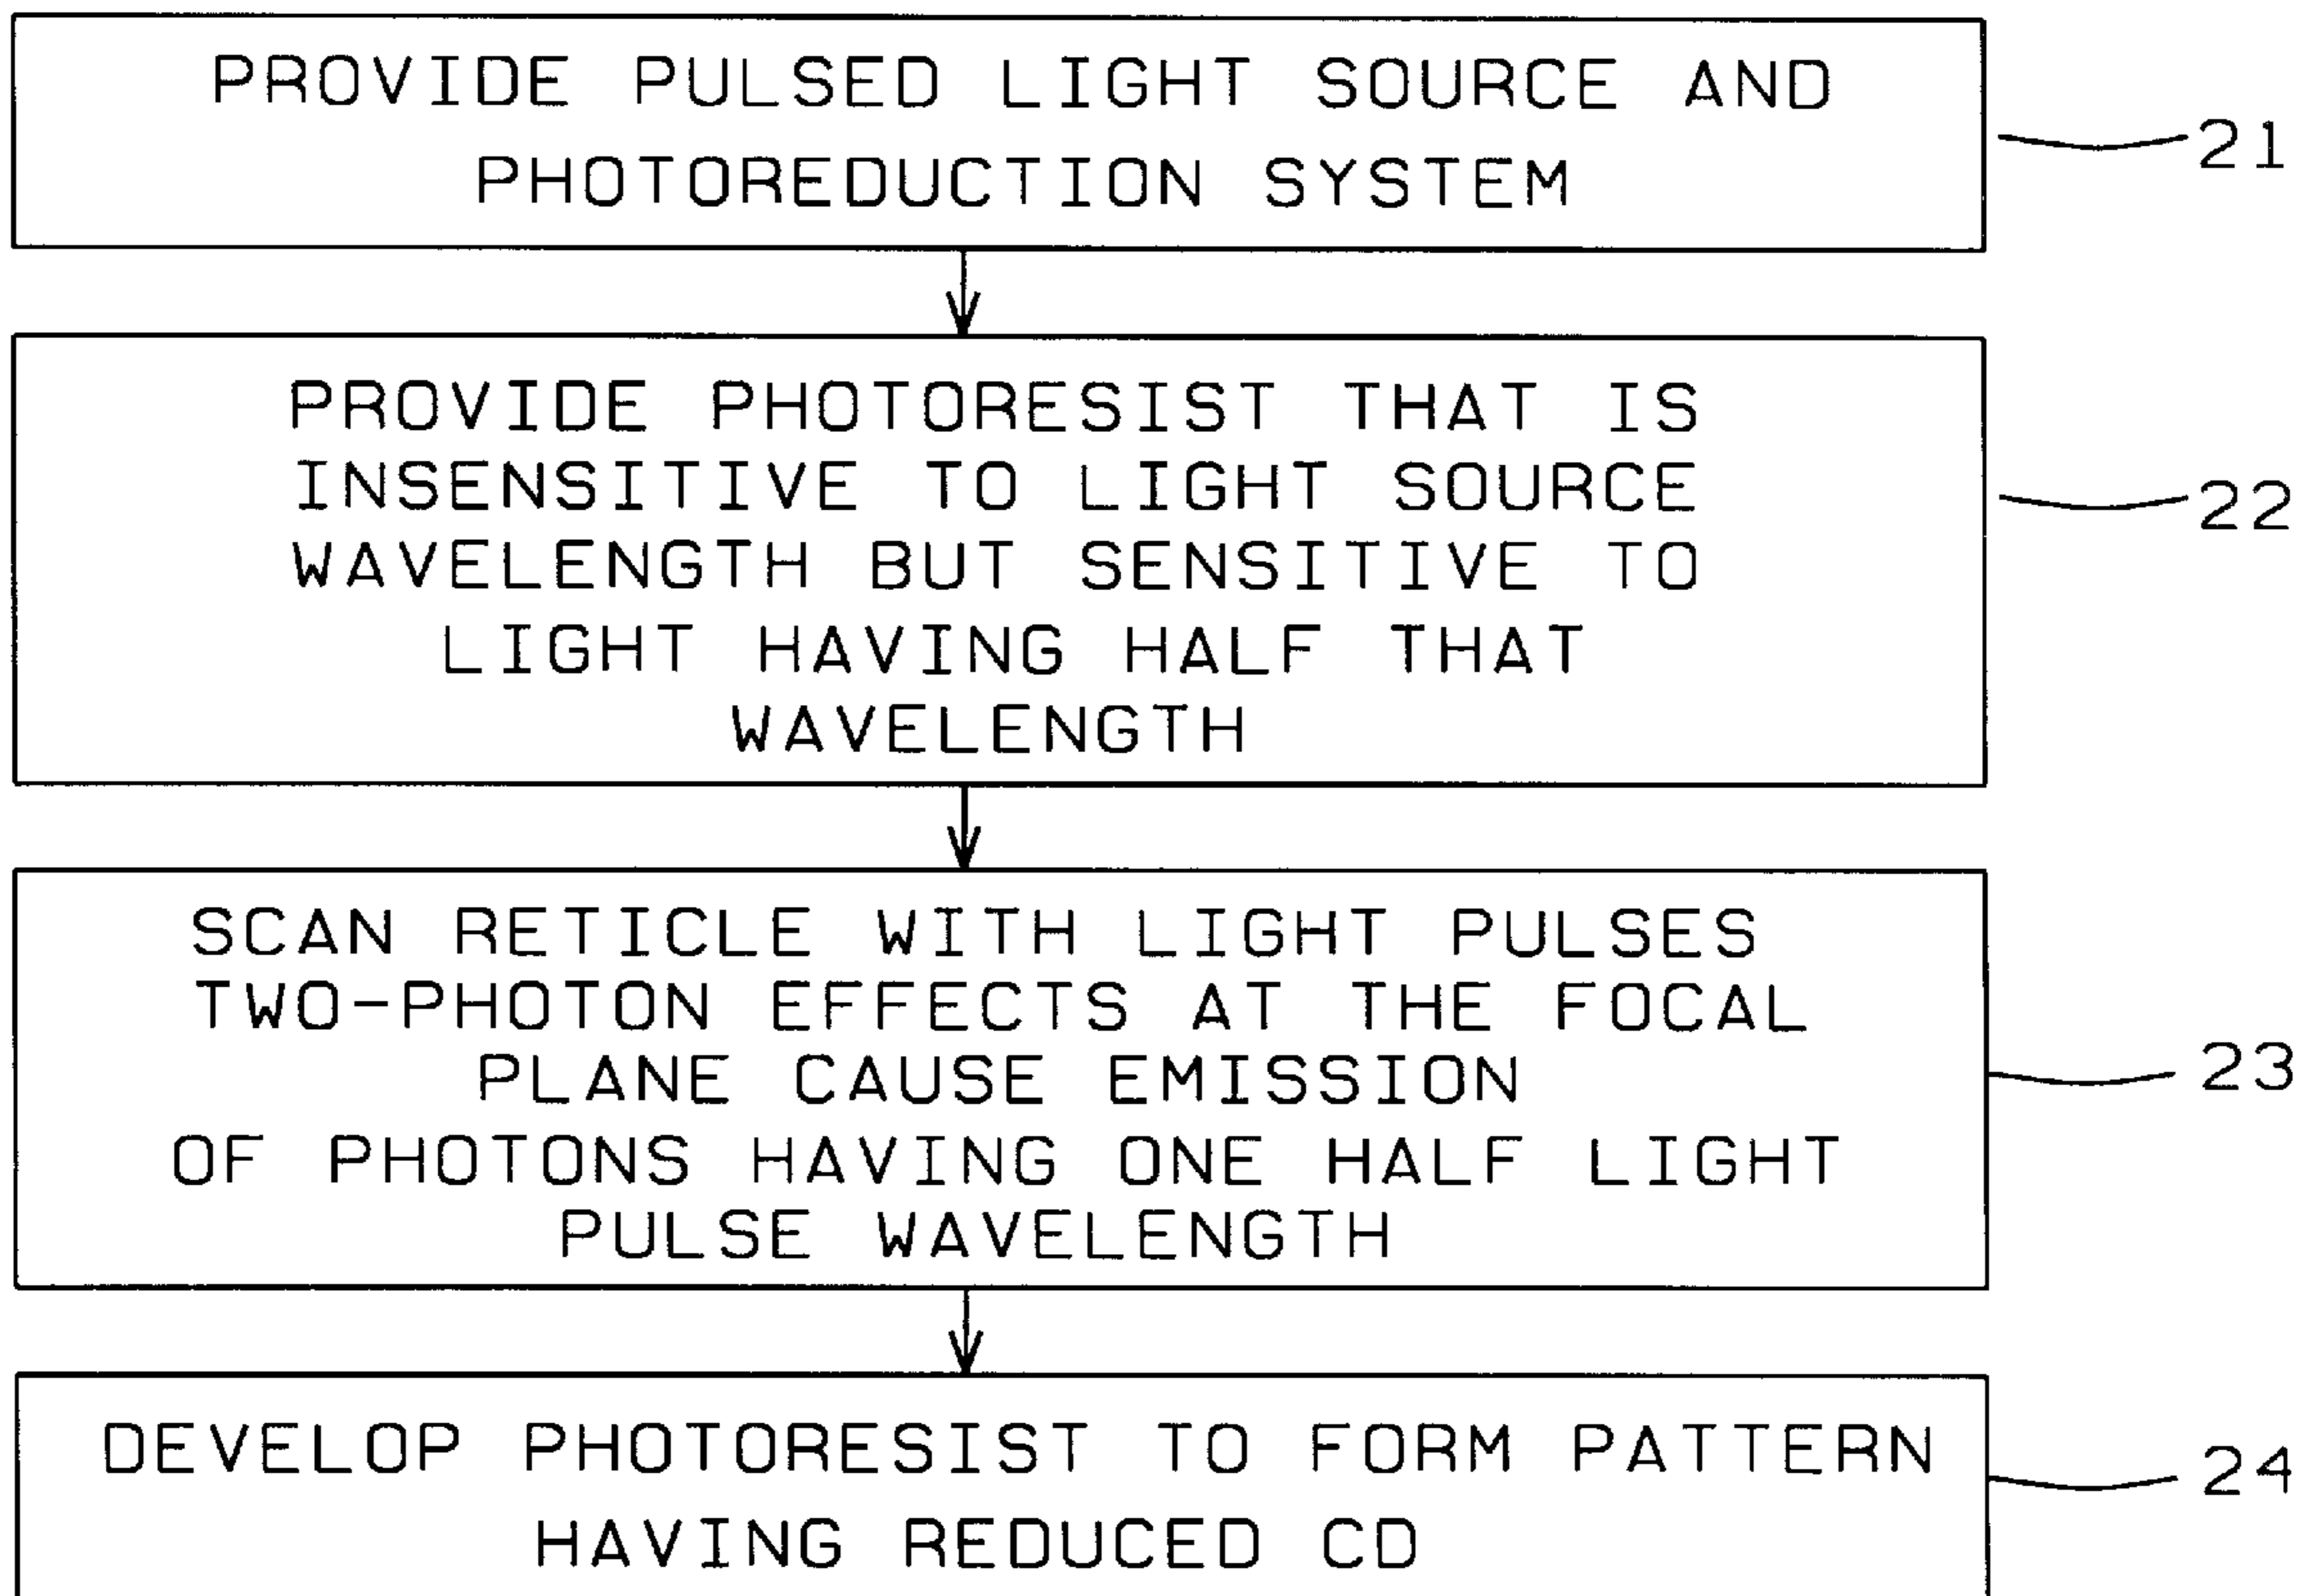 PROVIDE PULSED LIGHT SOURCE AND
PHOTOREDUCTION SYSTEM
21
PROVIDE PHOTORESIST THAT IS
INSENSITIVE TO LIGHT SOURCE
WAVELENGTH BUT SENSITIVE TO
LIGHT HAVING HALF THAT
WAVELENGTH
22
SCAN RETICLE WITH LIGHT PULSES
TWO-PHOTON EFFECTS AT THE FOCAL
PLANE CAUSE EMISSION
OF PHOTONS HAVING ONE HALF LIGHT
PULSE WAVELENGTH
23
DEVELOP PHOTORESIST TO FORM PATTERN
HAVING REDUCED CD
24